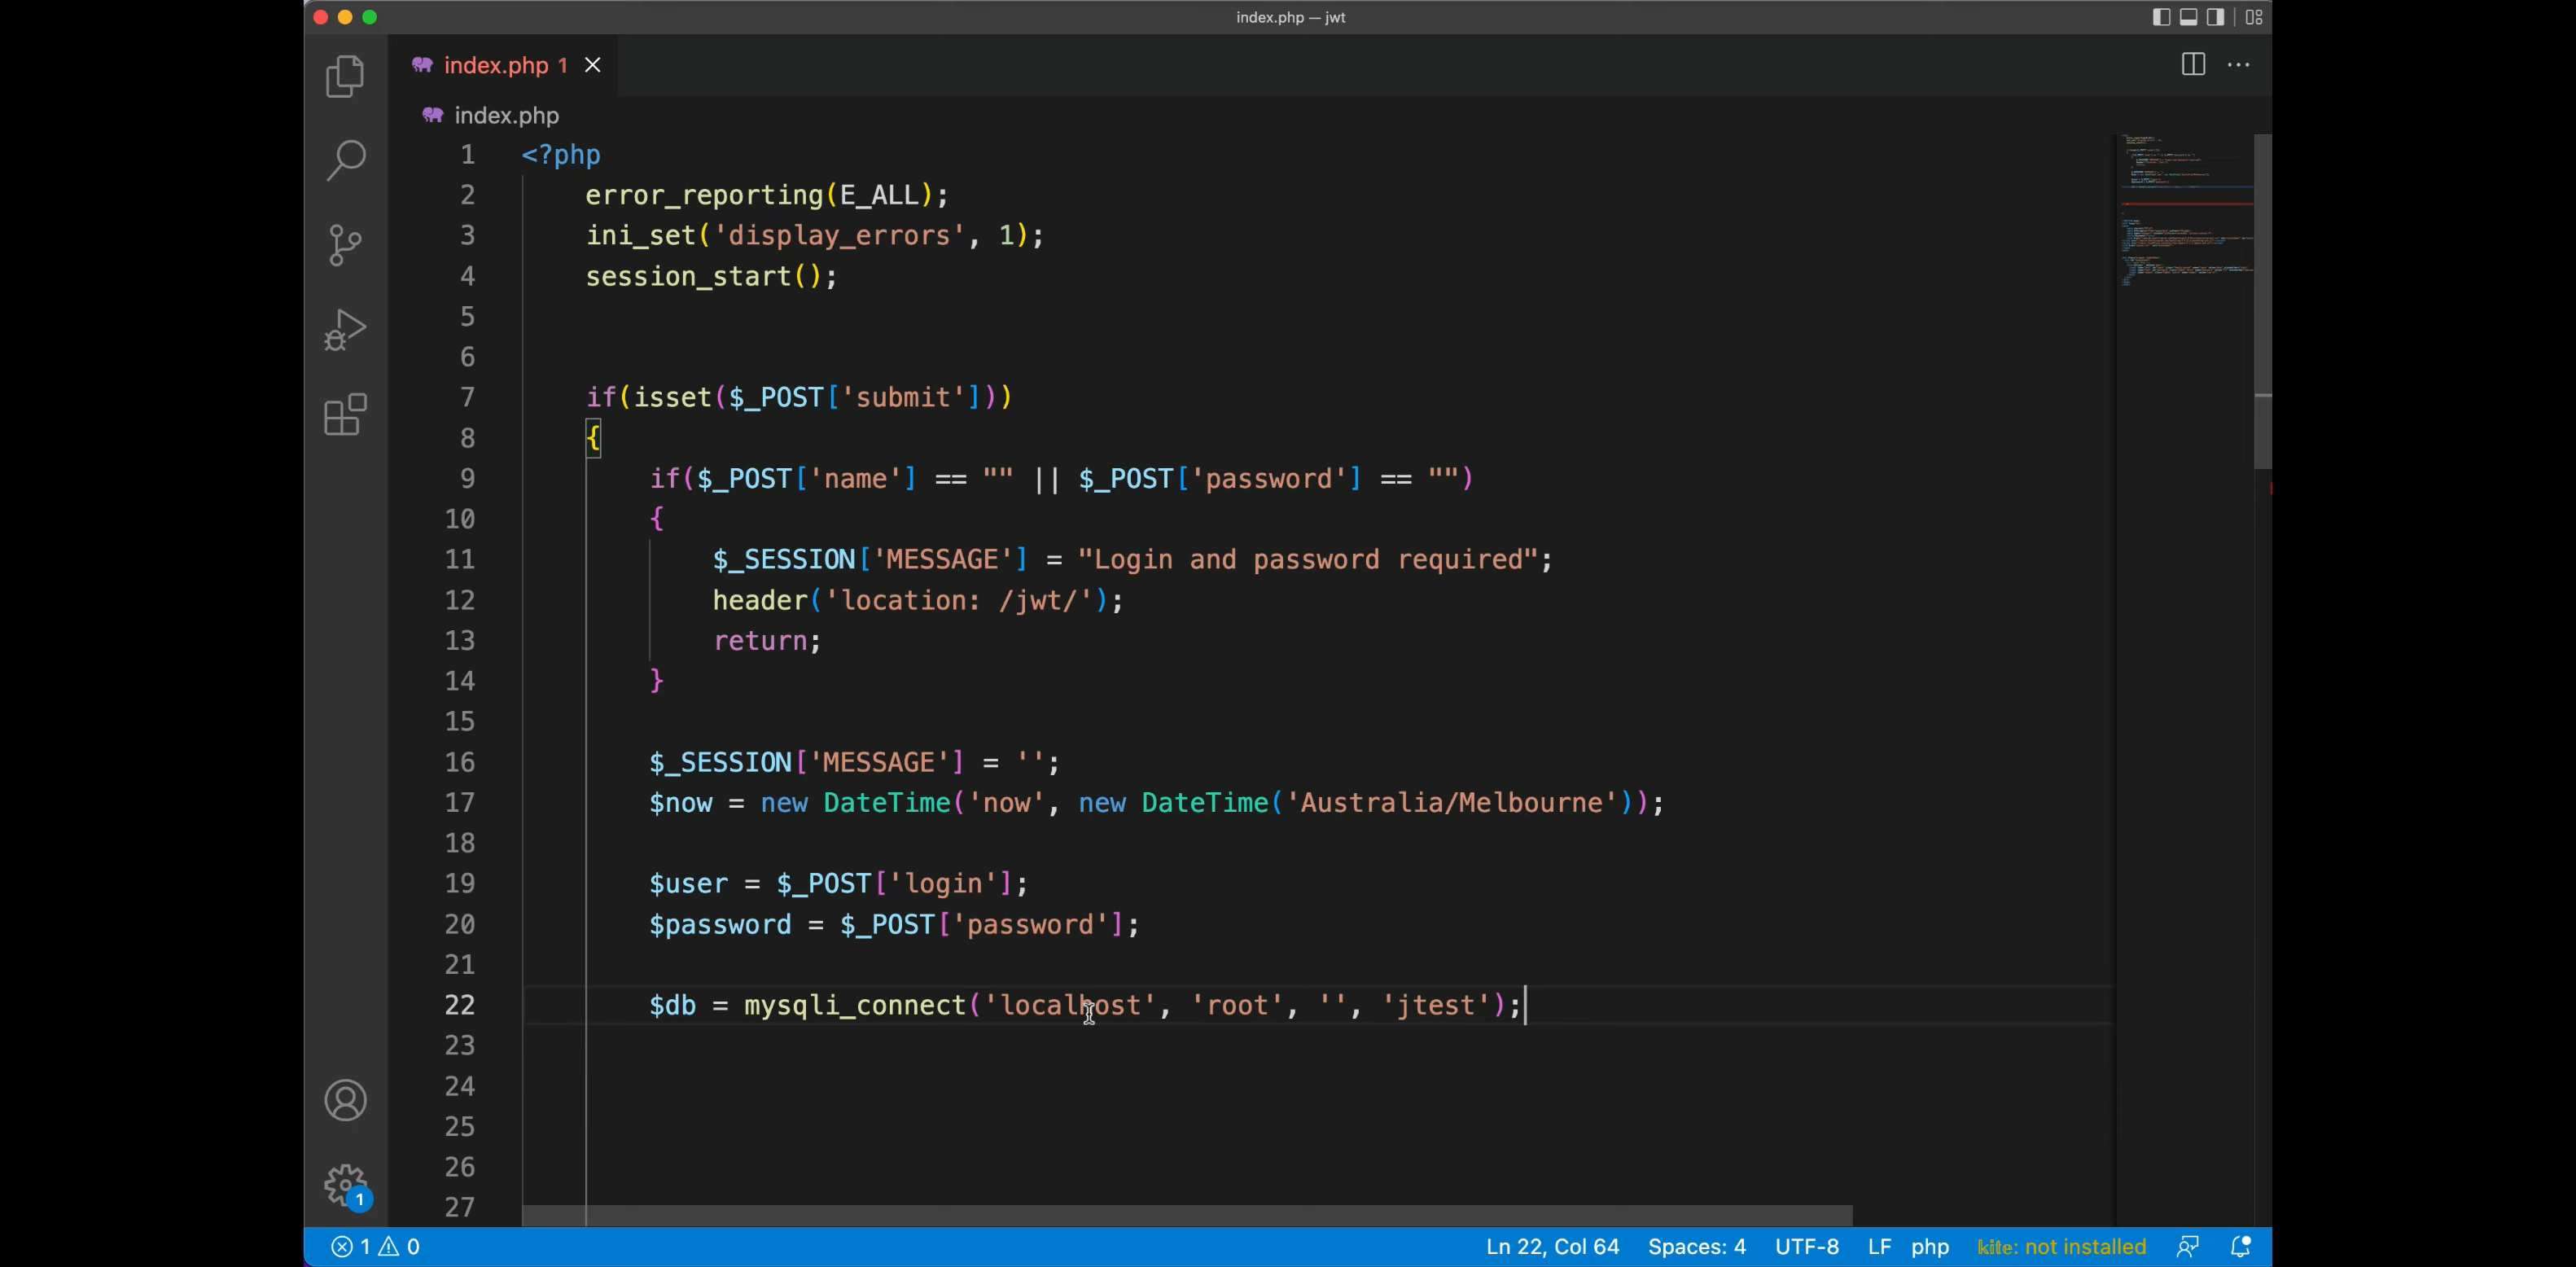 index.php — jwt
index.php 1
index.php
1 <?php
2 error_reporting(E_ALL);
3 ini_set('display_errors', 1);
4 session_start();
5
6
7 if(isset($_POST['submit']))
8 {
9 if($_POST['name'] == "" || $_POST['password'] == "")
10 {
11 $_SESSION['MESSAGE'] = "Login and password required";
12 header('location: /jwt/');
13 return;
14 }
15
16 $_SESSION['MESSAGE'] = '';
17 $now = new DateTime('now', new DateTime('Australia/Melbourne'));
18
19 $user = $_POST['login'];
20 $password = $_POST['password'];
21
22 $db = mysqli_connect('localhost', 'root', '', 'jtest');
23
24
25
26
27
1
1 0 Ln 22, Col 64 Spaces: 4 UTF-8 LF php kite: not installed